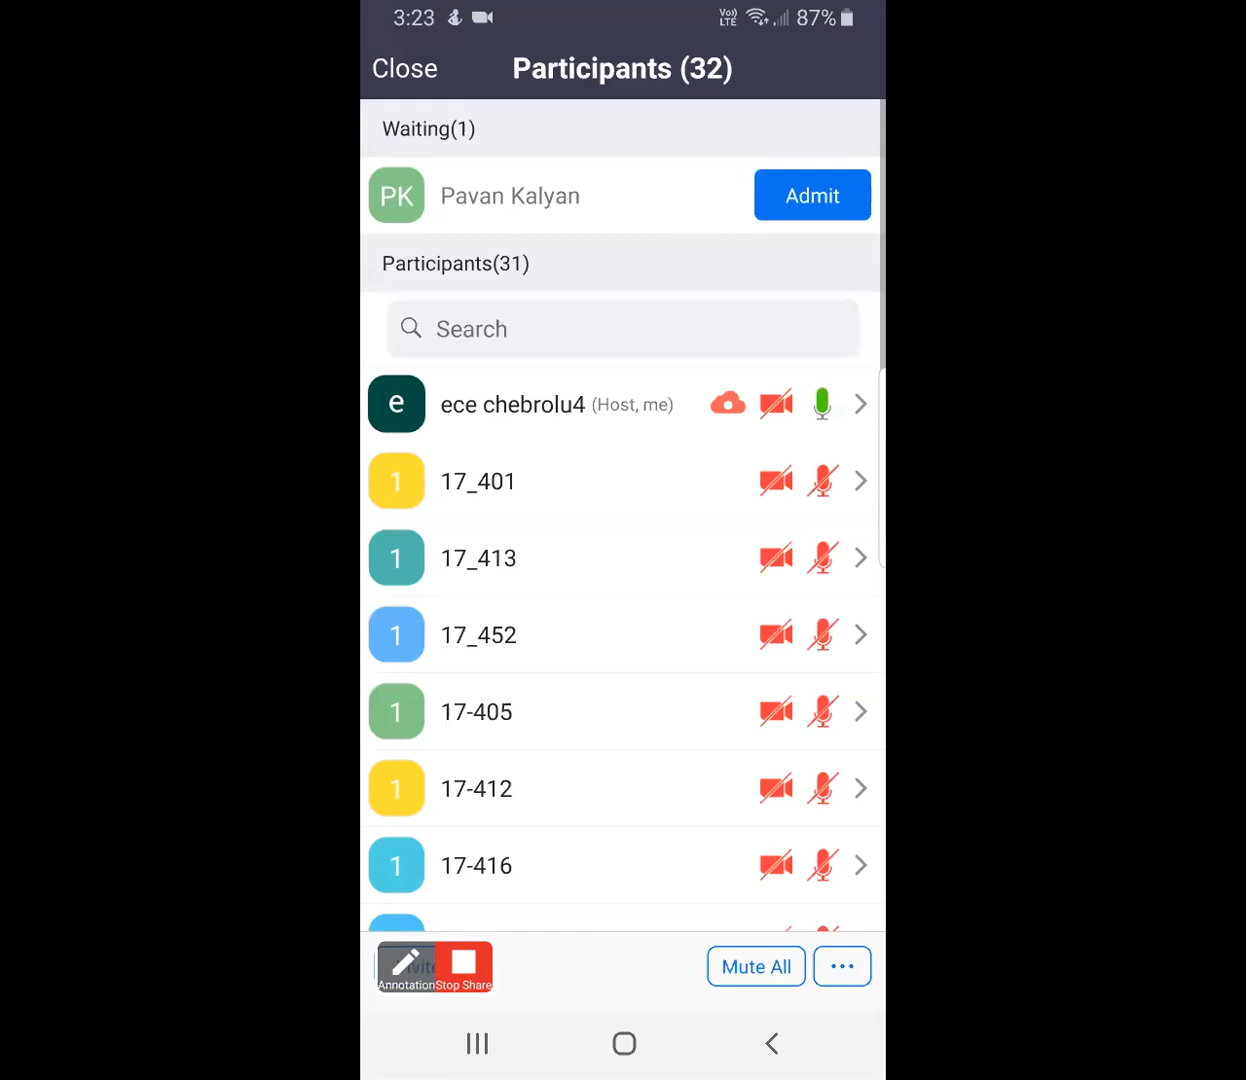 3:23 Vo)) LTE 87%
Close Participants (32)
Waiting(1)
PK Pavan Kalyan Admit
Participants(31)
Search
e ece chebrolu4 (Host, me)
1 17_401
1 17_413
1 17_452
1 17-405
1 17-412
1 17-416
Annotation Stop Share Mute All ...